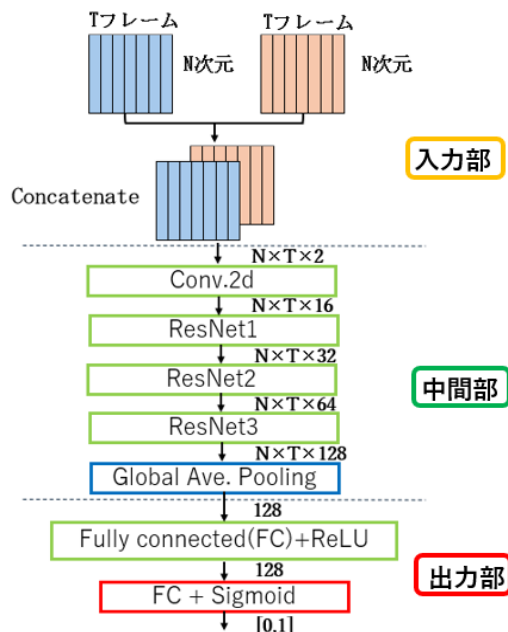 Tフレーム
Tフレーム
N次元
N次元
入力部
Concatenate
N×T×2
Conv.2d
N×T×16
ResNet1
N×T×32
ResNet2
中間部
N×T×64
ResNet3
N×T×128
Global Ave. Pooling
128
Fully connected(FC)+ReLU
128
出力部
FC + Sigmoid
[0,1]